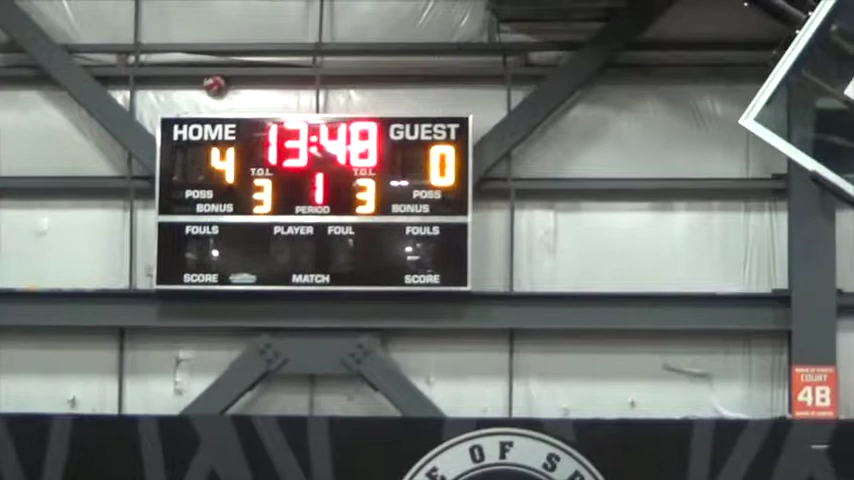 HOME 13:48 GUEST
4 T.O.L. T.O.L. 0
3 1 3
POSS POSS
BONUS PERIOD BONUS
FOULS PLAYER FOUL FOULS
SCORE MATCH SCORE
COURT
4B
E OF S